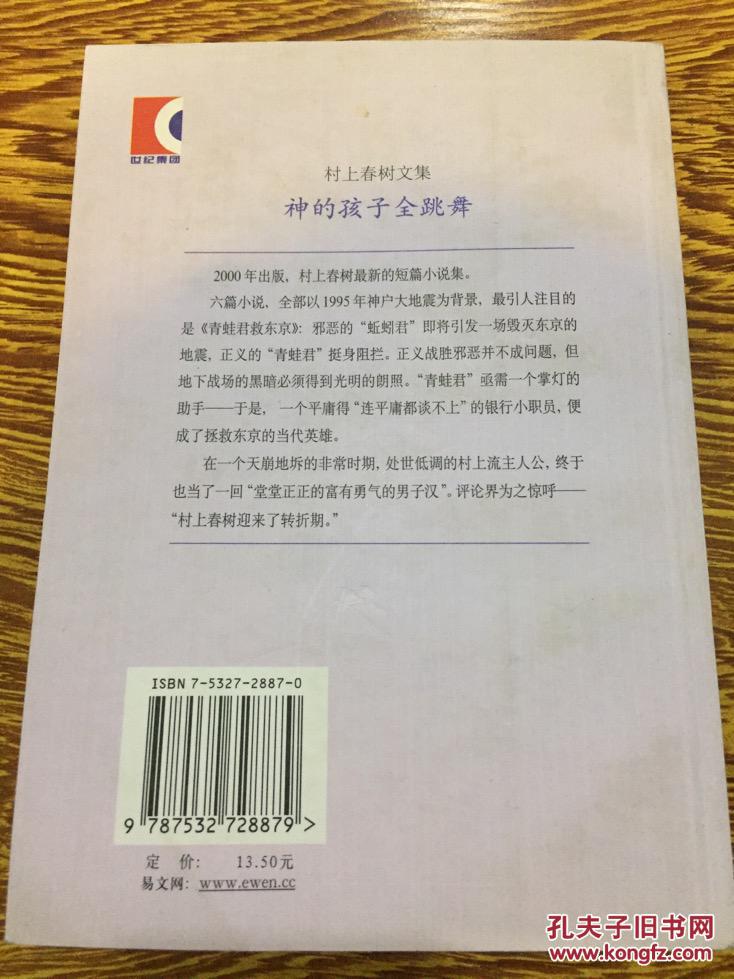 世纪集团
村上春树文集
神的孩子全跳舞
2000年出版，村上春树最新的短篇小说集。
六篇小说，全部以1995年神户大地震为背景，最引人注目的
是《青蛙君救东京》：邪恶的“蚯蚓君”即将引发一场毁灭东京的
地震，正义的“青蛙君”挺身阻拦。正义战胜邪恶并不成问题，但
地下战场的黑暗必须得到光明的朗照。“青蛙君”亟需一个掌灯的
助手——于是，一个平庸得“连平庸都谈不上”的银行小职员，便
成了拯救东京的当代英雄。
在一个天崩地坼的非常时期，处世低调的村上流主人公，终于
也当了一回“堂堂正正的富有勇气的男子汉”。评论界为之惊呼——
“村上春树迎来了转折期。”
ISBN 7-5327-2887-0
9 787532 728879 >
定 价： 13.50元
易文网：www.ewen.cc
孔夫子旧书网
www.kongfz.com